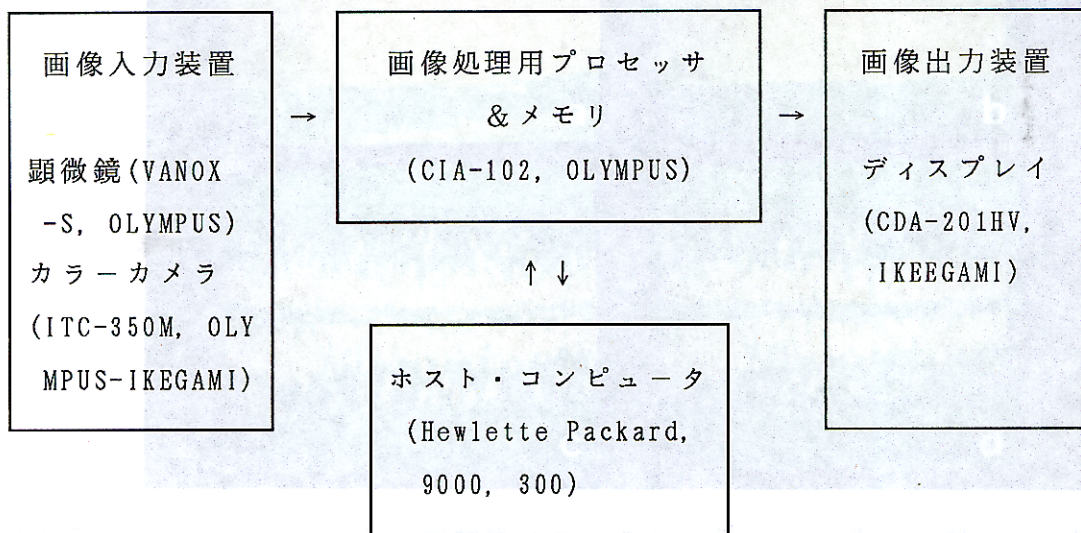 画像入力装置
顕微鏡(VANOX
-S, OLYMPUS)
カラーカメラ
(ITC-350M, OLY
MPUS-IKEGAMI)
→
画像処理用プロセッサ
&メモリ
(CIA-102, OLYMPUS)
→
画像出力装置
ディスプレイ
(CDA-201HV,
IKEEGAMI)
↑↓
ホスト・コンピュータ
(Hewlette Packard,
9000, 300)